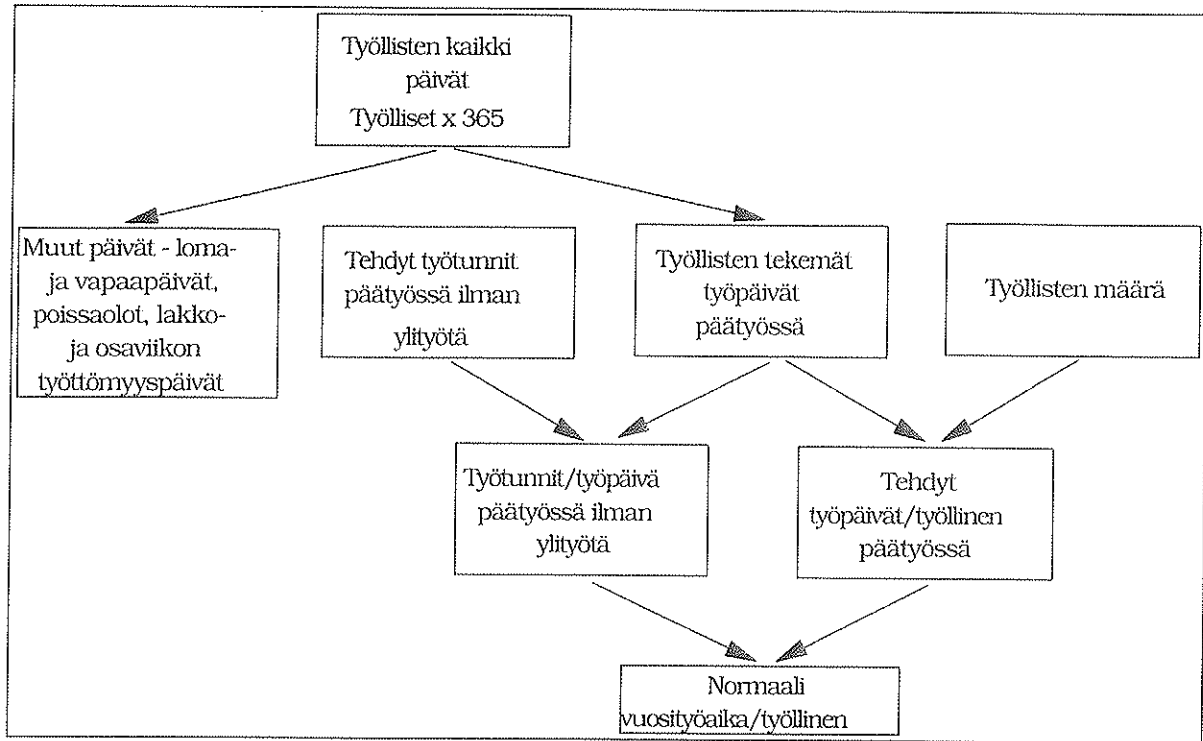 Työllisten kaikki
päivät
Työlliset x 365
Muut päivät - loma-
ja vapaapäivät,
poissaolot, lakko-
ja osaviikon
työttömyyspäivät
Tehdyt työtunnit
päätyössä ilman
ylityötä
Työllisten tekemät
työpäivät
päätyössä
Työllisten määrä
Työtunnit/työpäivä
päätyössä ilman
ylityötä
Tehdyt
työpäivät/työllinen
päätyössä
Normaali
vuosityöaika/työllinen